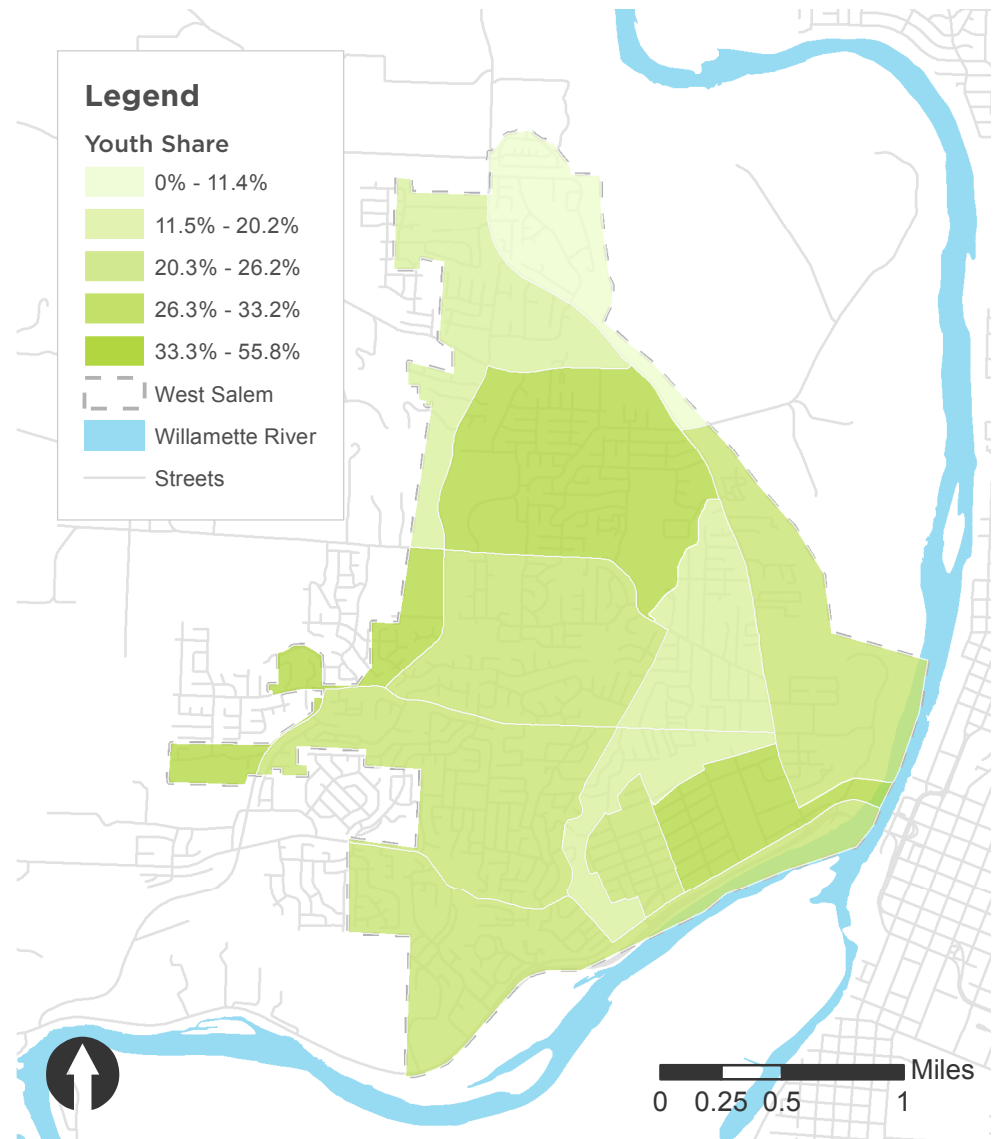 Legend
Youth Share
0% - 11.4%
11.5% - 20.2%
20.3% - 26.2%
26.3% - 33.2%
33.3% - 55.8%
West Salem
Willamette River
Streets
Miles
0 0.25 0.5 1